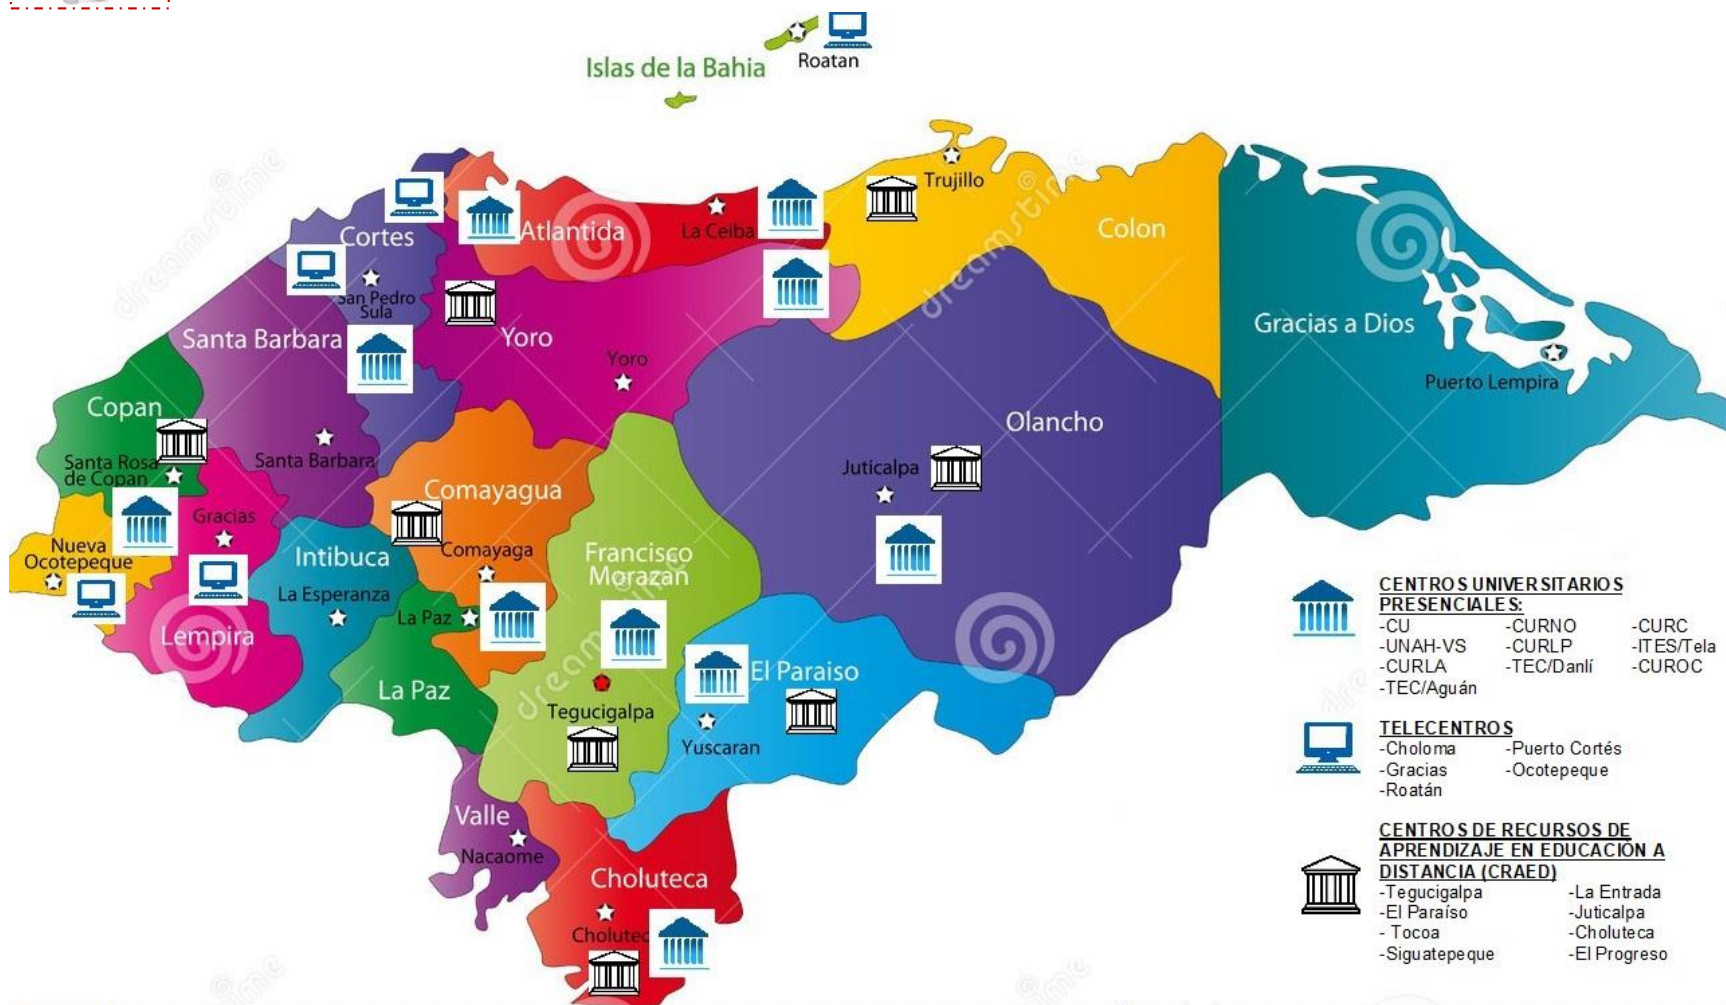 Islas de la Bahia
Roatan
Trujillo
Cortes
Atlantida
La Ceiba
Colon
San Pedro
Sula
Santa Barbara
Yoro
Yoro
Gracias a Dios
Puerto Lempira
Copan
Santa Rosa
de Copan
Santa Barbara
Olancho
Juticalpa
Comayagua
Comayaga
Gracias
Nueva
Ocotepeque
Intibuca
La Esperanza
Francisco
Morazan
La Paz
Lempira
La Paz
El Paraiso
Tegucigalpa
Yuscaran
Valle
Nacaome
Choluteca
Cholutec
dreamstime
dreamstime
dreamstime
CENTROS UNIVERSITARIOS
PRESENCIALES:
-CU -CURNO -CURC
-UNAH-VS -CURLP -ITES/Tela
-CURLA -TEC/Danlí -CUROC
-TEC/Aguán
TELECENTROS
-Choloma -Puerto Cortés
-Gracias -Ocotepeque
-Roatán
CENTROS DE RECURSOS DE
APRENDIZAJE EN EDUCACIÓN A
DISTANCIA (CRAED)
-Tegucigalpa -La Entrada
-El Paraíso -Juticalpa
- Tocoa -Choluteca
-Siguatepeque -El Progreso